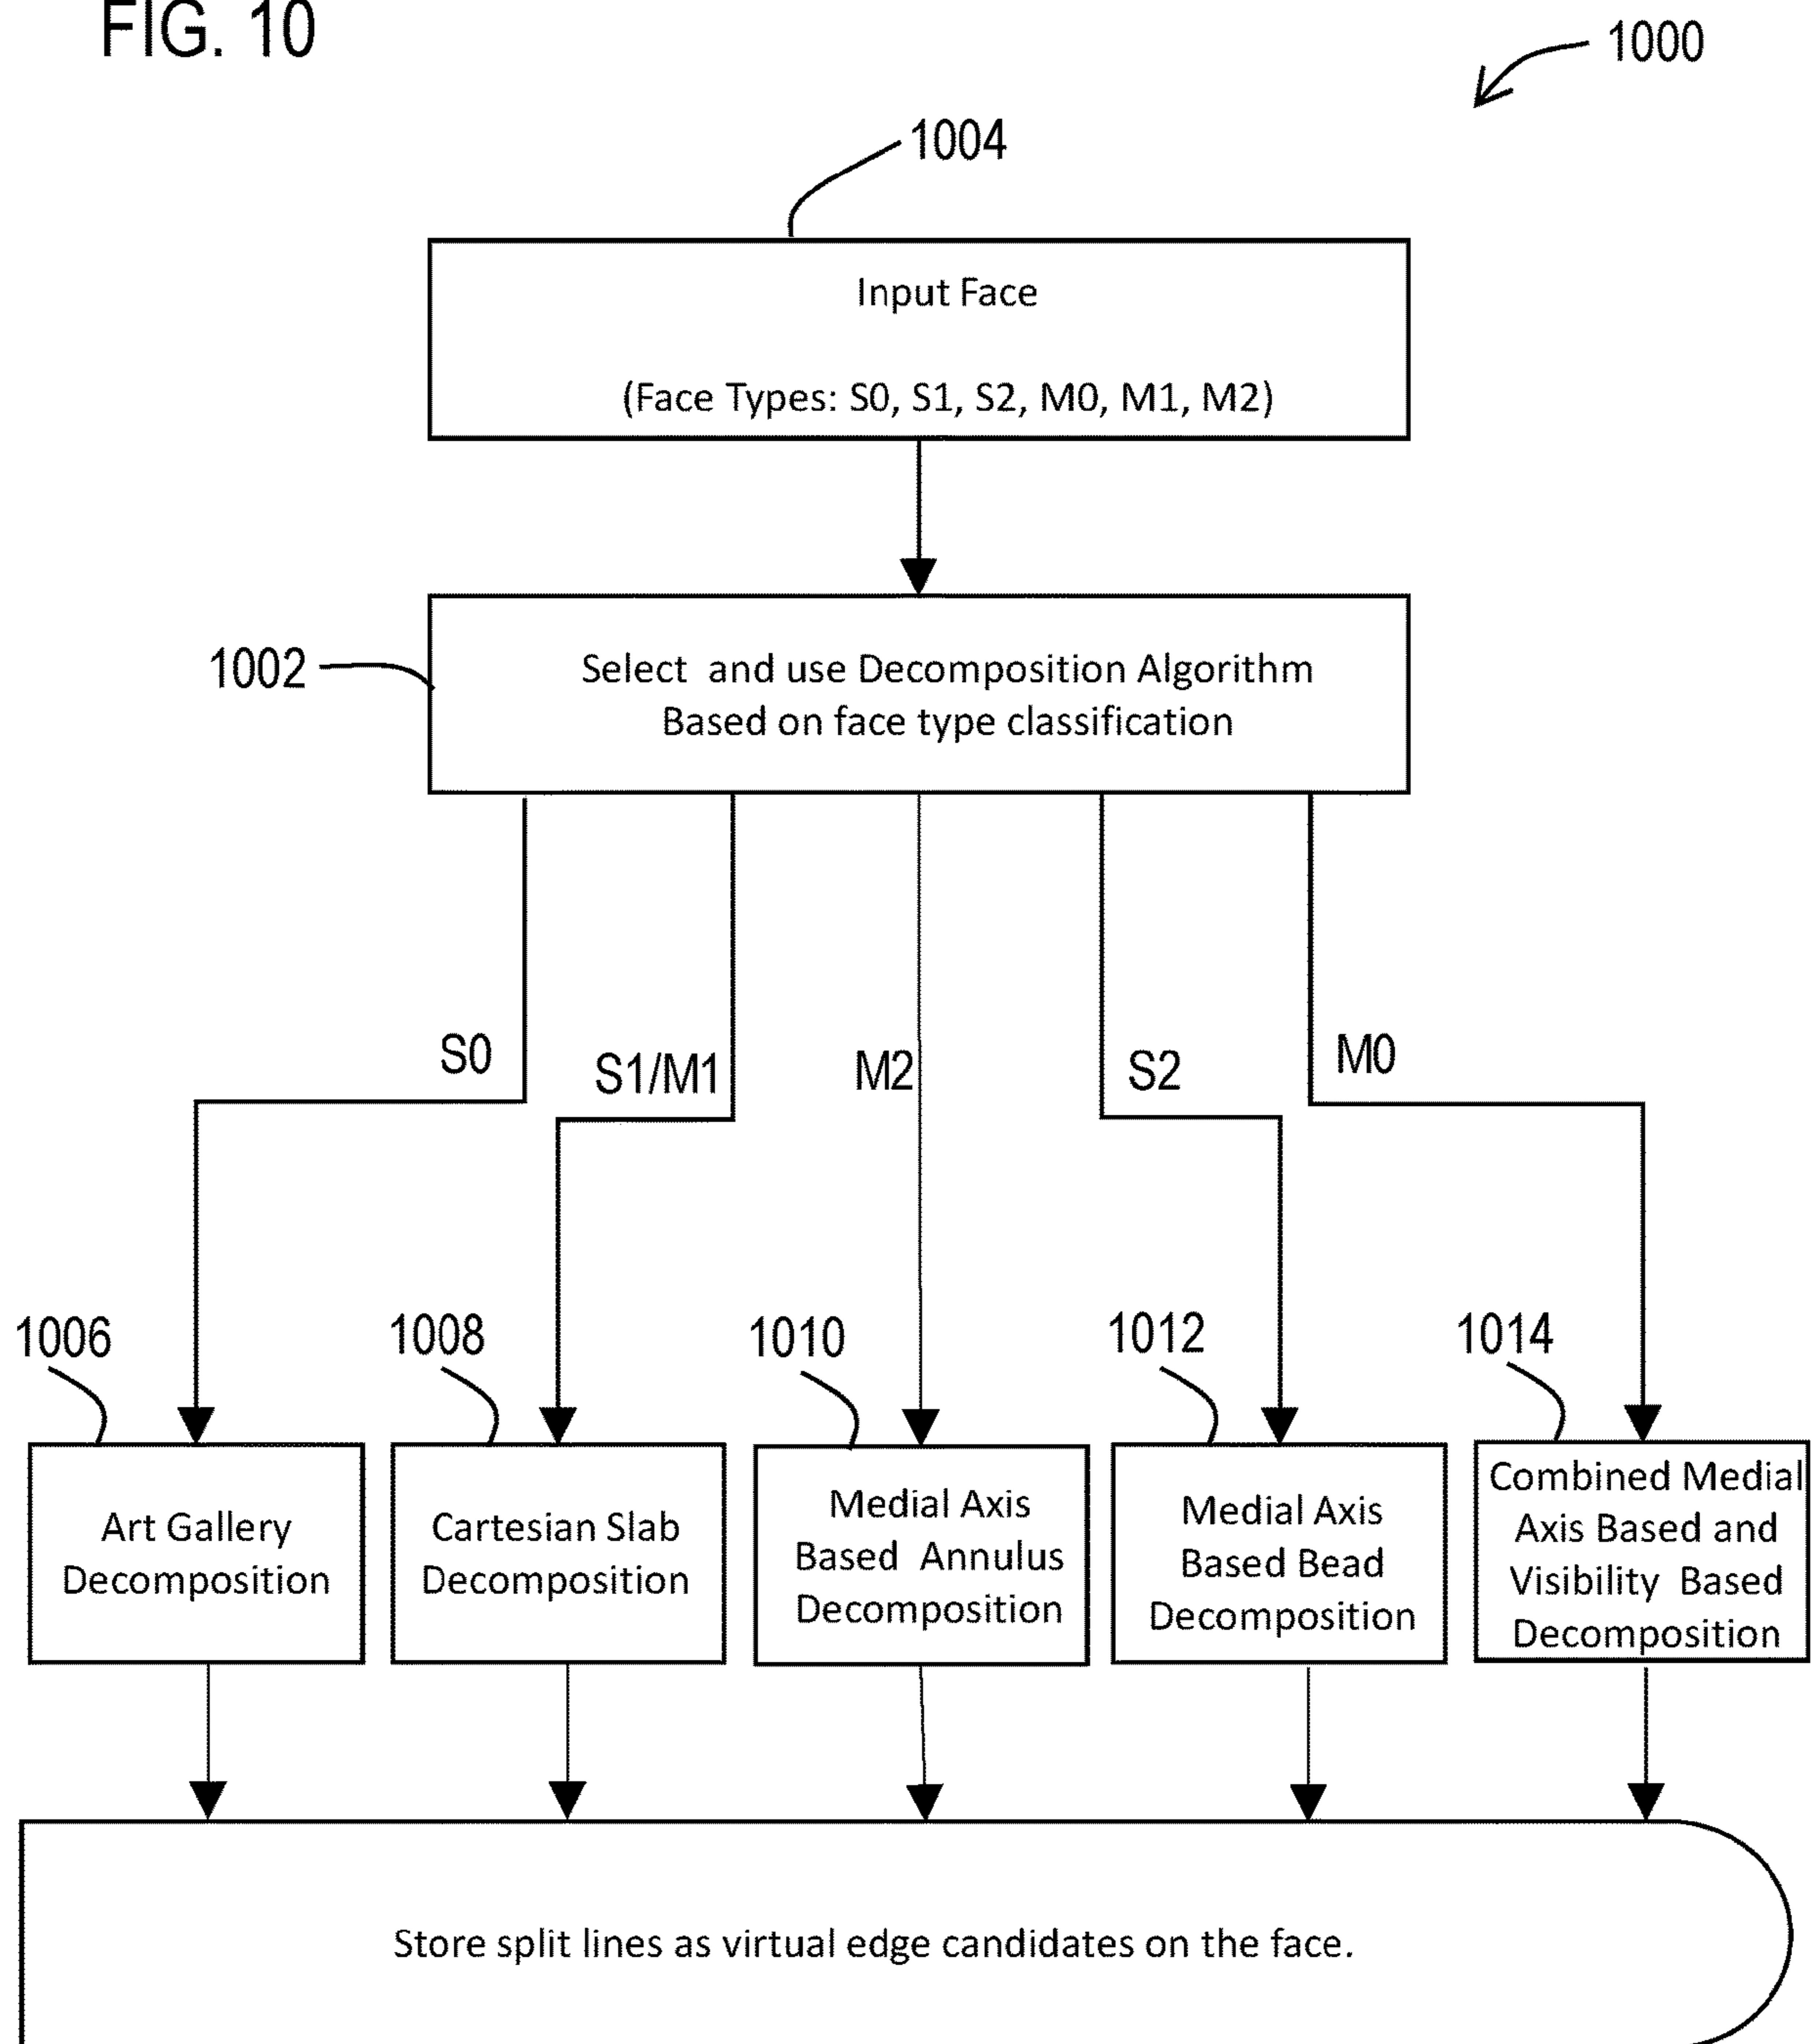 FIG. 10
1000
1004
Input Face
(Face Types: S0, S1, S2, M0, M1, M2)
1002
Select and use Decomposition Algorithm
Based on face type classification
S0
S1/M1
M2
S2
M0
1006
1008
1010
1012
1014
Art Gallery
Decomposition
Cartesian Slab
Decomposition
Medial Axis
Based Annulus
Decomposition
Medial Axis
Based Bead
Decomposition
Combined Medial
Axis Based and
Visibility Based
Decomposition
Store split lines as virtual edge candidates on the face.